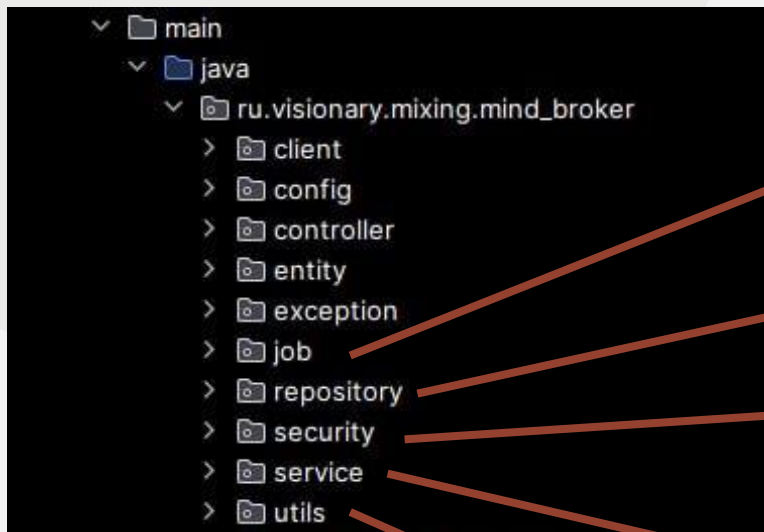 main
java
ru.visionary.mixing.mind_broker
client
config
controller
entity
exception
job
repository
security
service
utils